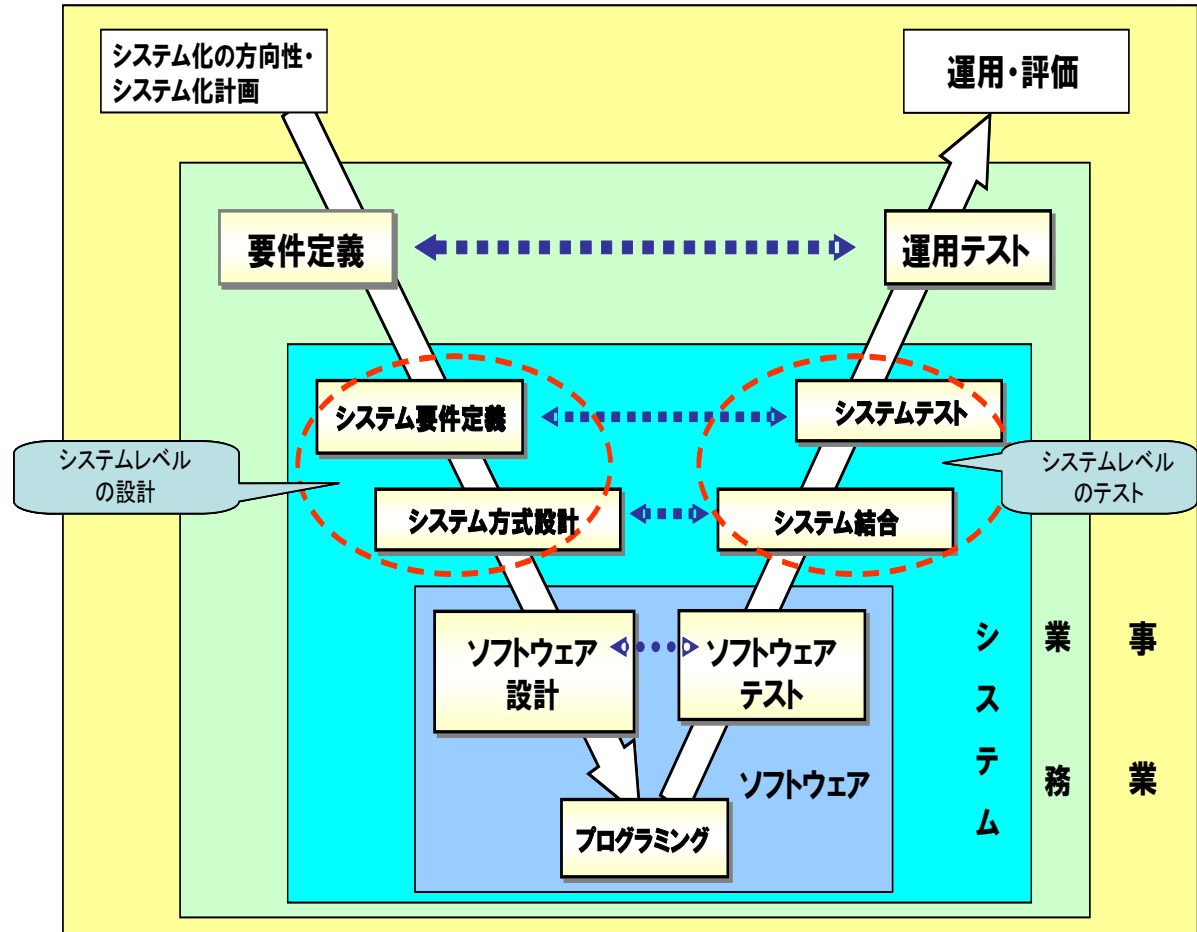 システム化の方向性・
システム化計画
運用・評価
要件定義
運用テスト
システム要件定義
システムテスト
システムレベル
の設計
システムレベル
のテスト
システム方式設計
システム結合
ソフトウェア
設計
ソフトウェア
テスト
ソフトウェア
プログラミング
システム
業務
事業